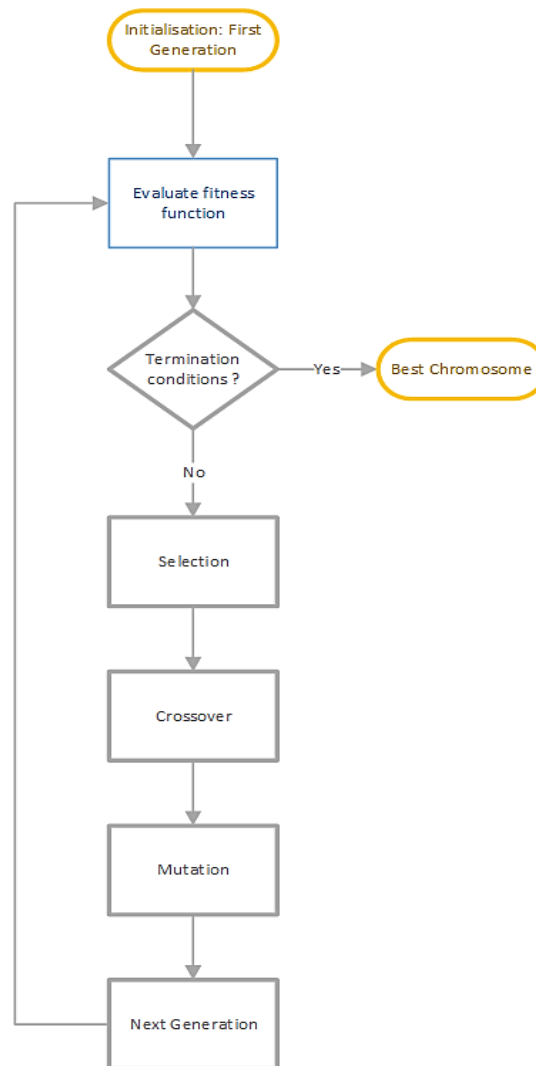 Initialisation: First
Generation
Evaluate fitness
function
Termination
conditions ?
Yes
Best Chromosome
No
Selection
Crossover
Mutation
Next Generation